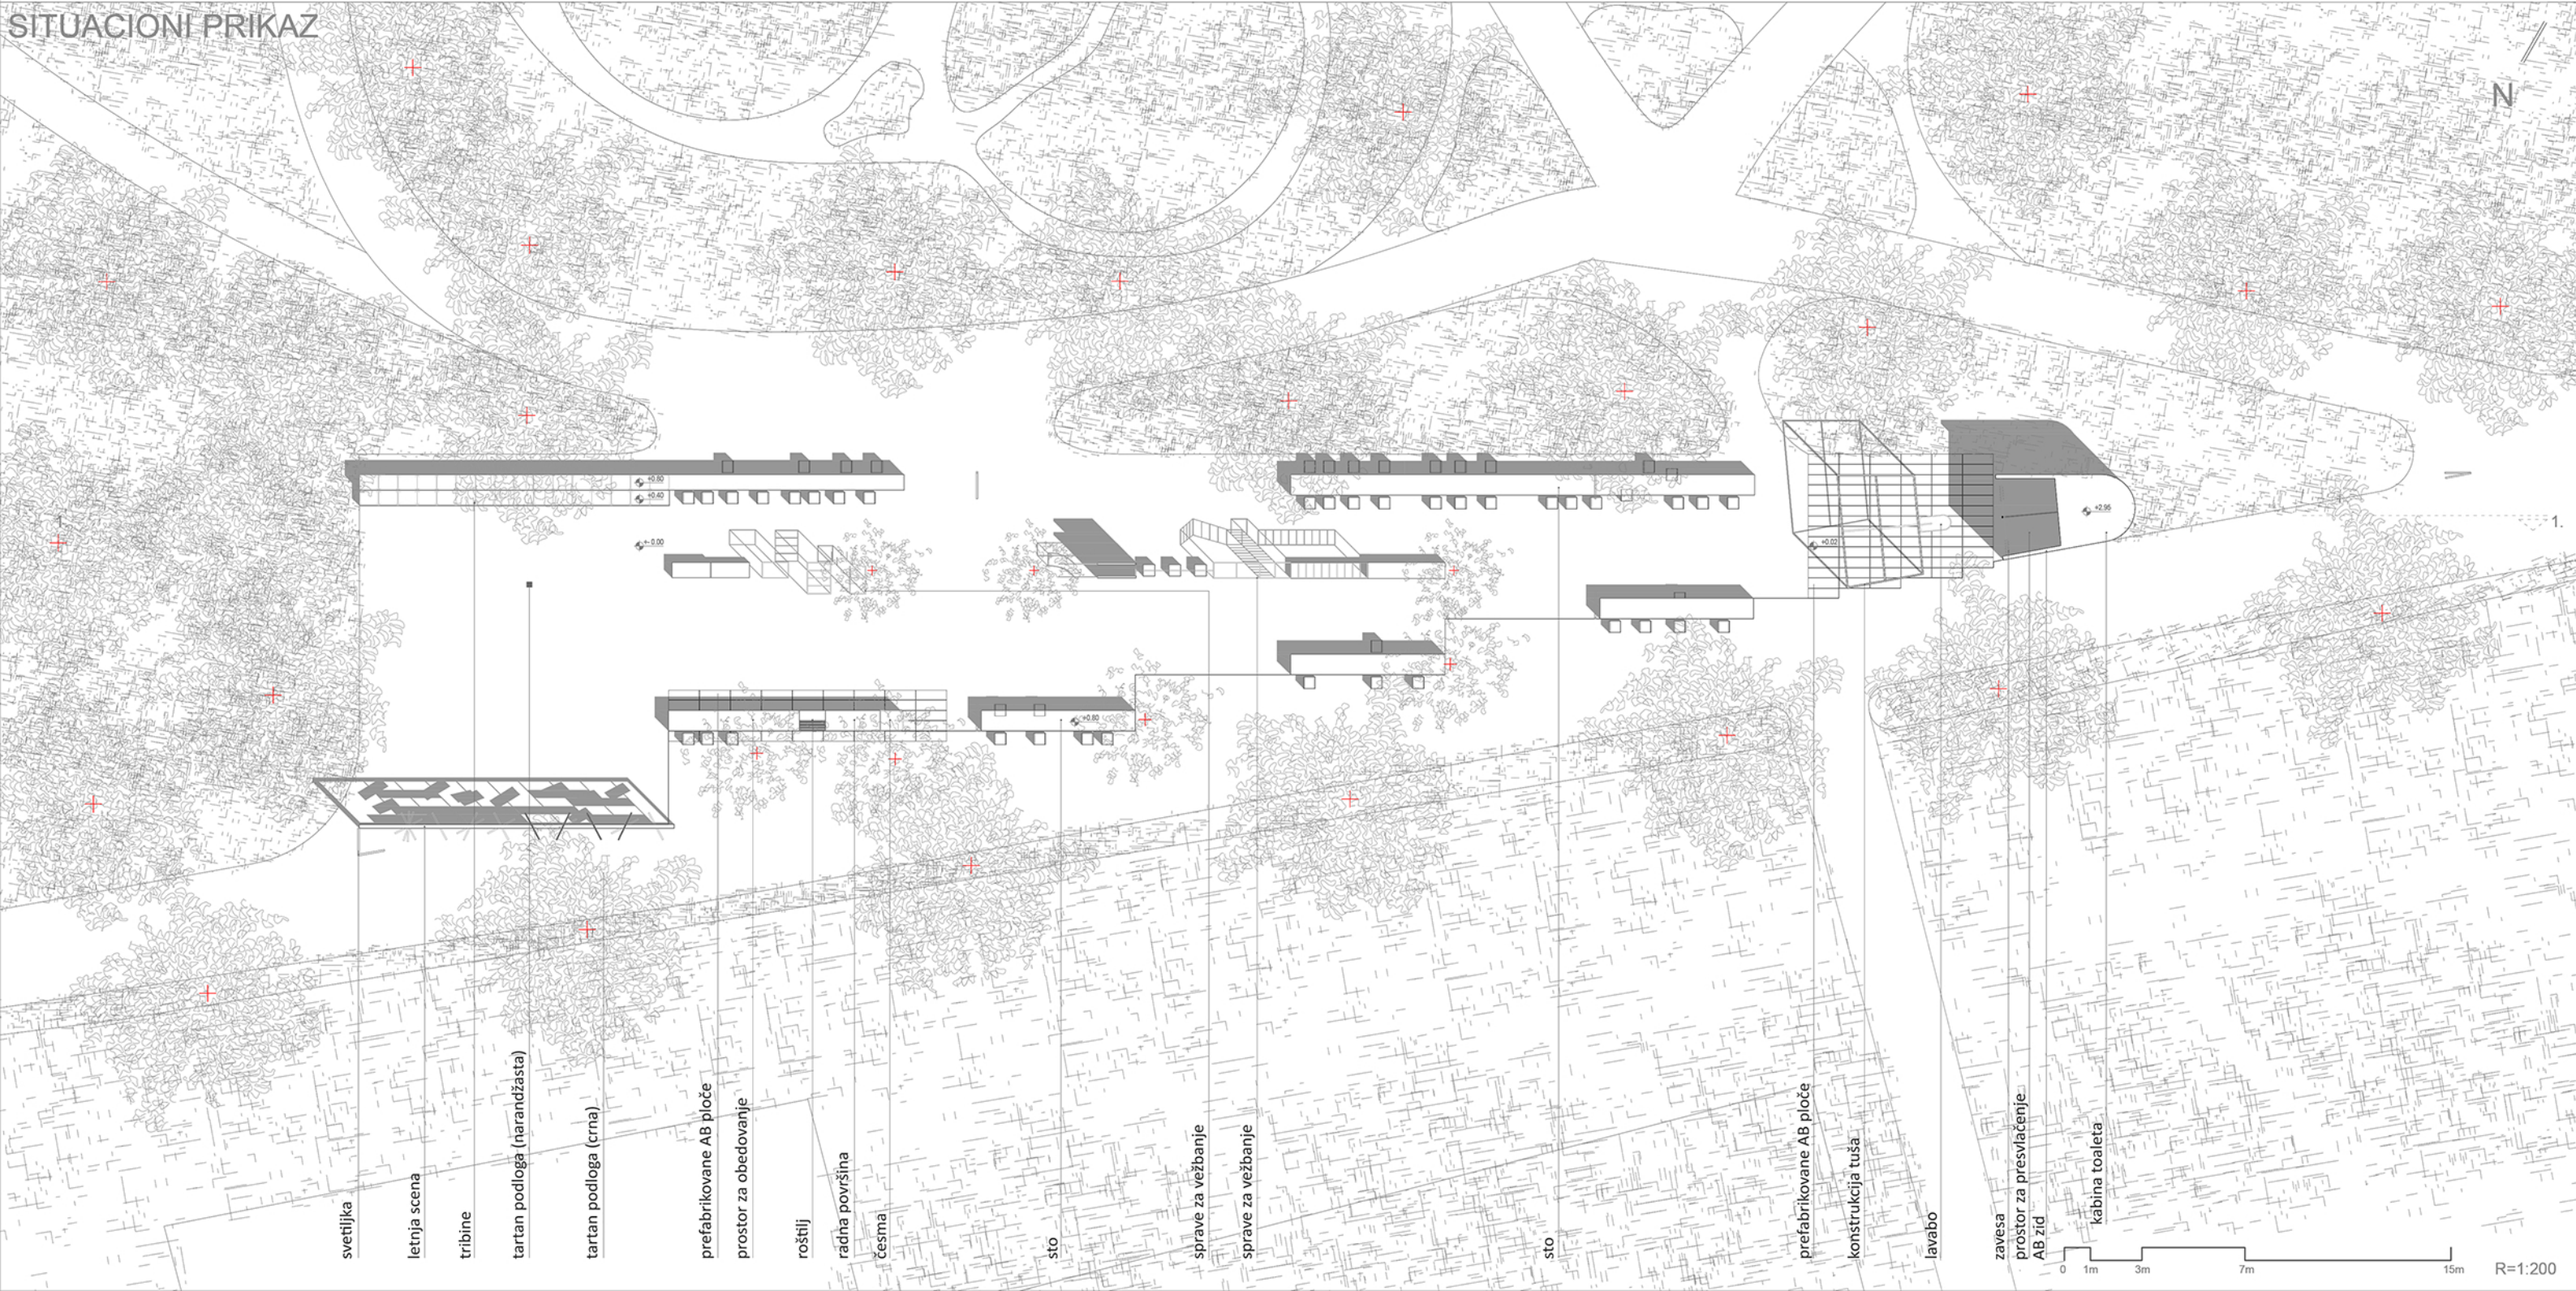 SITUACIONI PRIKAZ
N
+0.80
+0.40
+- 0.00
+0.02
+2.95
1.
1
+0.80
svetiljka
letnja scena
tribine
tartan podloga (narandžasta)
tartan podloga (crna)
prefabrikovane AB ploče
prostor za obedovanje
roštilj
radna površina
česma
sto
sprave za vežbanje
sprave za vežbanje
sto
prefabrikovane AB ploče
konstrukcija tuša
lavabo
zavesa
prostor za presvlačenje
AB zid
kabina toaleta
0 1m 3m 7m 15m
R=1:200